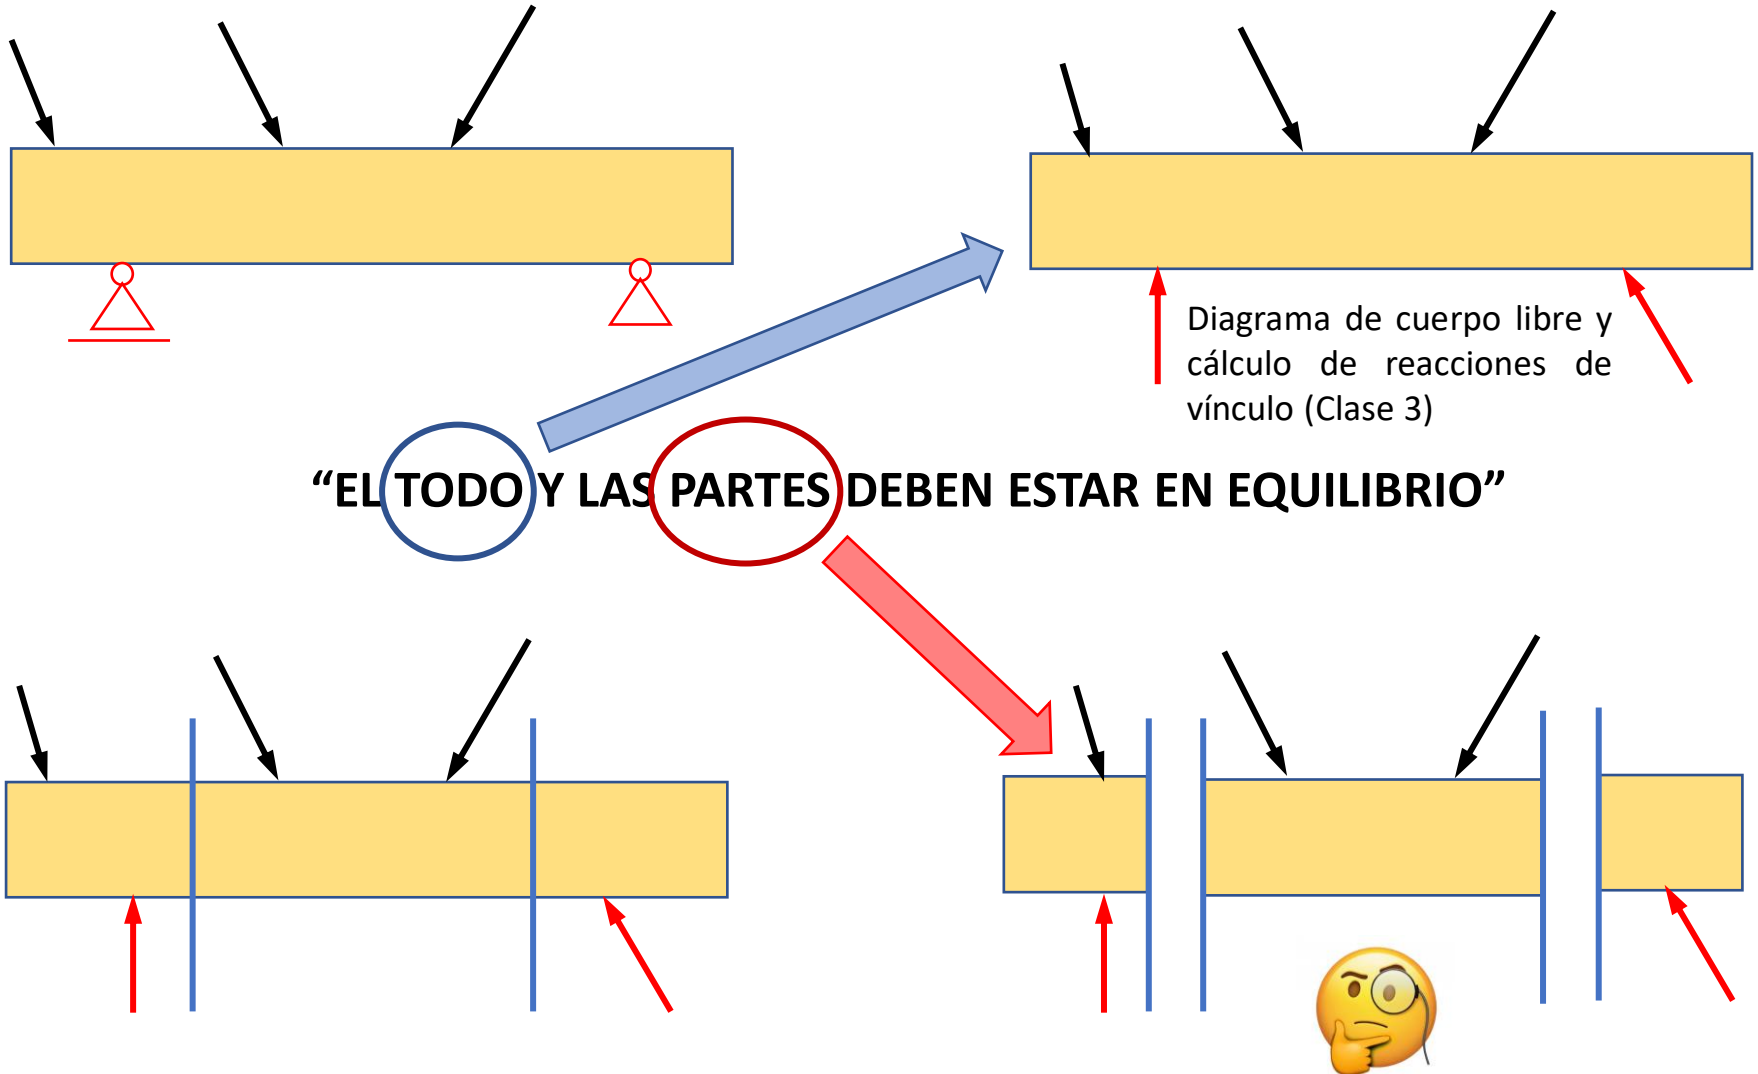 Diagrama de cuerpo libre y
cálculo de reacciones de
vínculo (Clase 3)
“EL TODO Y LAS PARTES DEBEN ESTAR EN EQUILIBRIO”